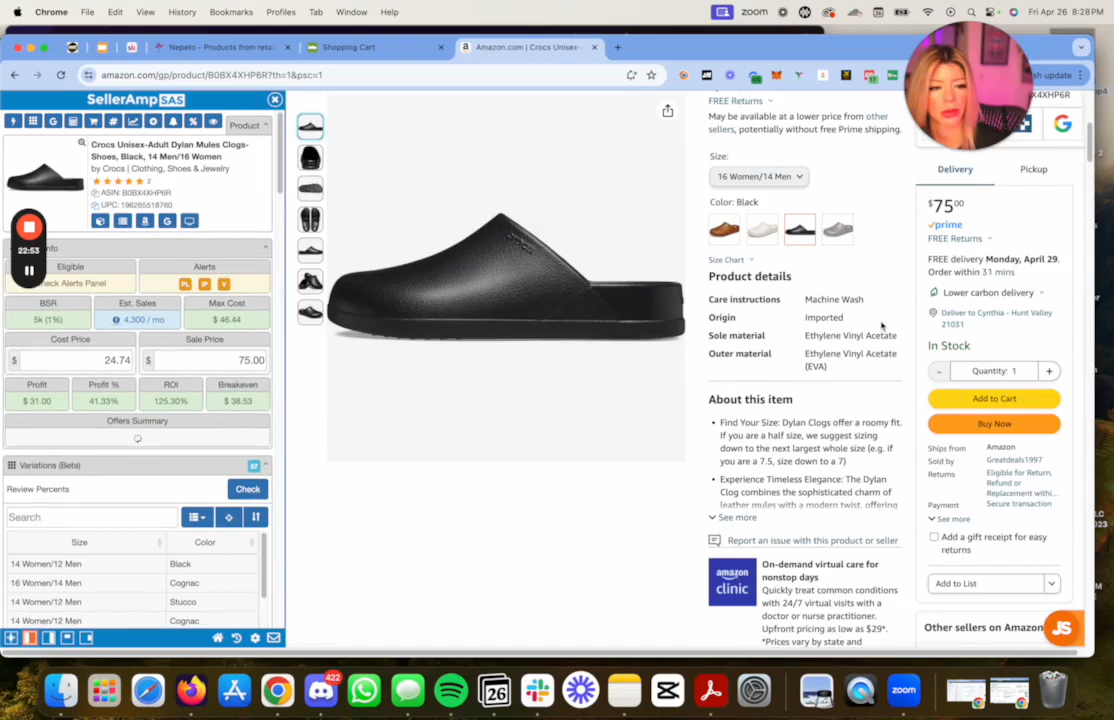 Chrome File Edit View History Bookmarks Profiles Tab Window Help
zoom
Fri Apr 26 8:28PM
Nepeto – Products from retai
Shopping Cart
Amazon.com | Crocs Unisex-
amazon.com/gp/product/B0BX4XHP6R?th=1&psc=1
sh update
SellerAmp SAS
Product
Crocs Unisex-Adult Dylan Mules Clogs-
Shoes, Black, 14 Men/16 Women
by Crocs | Clothing, Shoes & Jewelry
2
ASIN: B0BX4XHP6R
UPC: 196265518760
22:53
Info
Eligible
Alerts
eck Alerts Panel
PL IP V
BSR
Est. Sales
Max Cost
5k (1%)
4,300 / mo
$ 46.44
Cost Price
Sale Price
$ 24.74
$ 75.00
Profit
Profit %
ROI
Breakeven
$ 31.00
41.33%
125.30%
$ 38.53
Offers Summary
Variations (Beta)
57
Review Percents
Check
Search
Size
Color
14 Women/12 Men
Black
16 Women/14 Men
Cognac
14 Women/12 Men
Stucco
14 Women/12 Men
Cognac
FREE Returns
May be available at a lower price from other
sellers, potentially without free Prime shipping.
Size:
16 Women/14 Men
Color: Black
Size Chart
Product details
Care instructions
Machine Wash
Origin
Imported
Sole material
Ethylene Vinyl Acetate
Outer material
Ethylene Vinyl Acetate
(EVA)
About this item
• Find Your Size: Dylan Clogs offer a roomy fit.
If you are a half size, we suggest sizing
down to the next largest whole size (e.g. if
you are a 7.5, size down to a 7)
• Experience Timeless Elegance: The Dylan
Clog combines the sophisticated charm of
leather mules with a modern twist, offering
See more
Report an issue with this product or seller
amazon
clinic
On-demand virtual care for
nonstop days
Quickly treat common conditions
with 24/7 virtual visits with a
doctor or nurse practitioner.
Upfront pricing as low as $29*.
*Prices vary by state and
4XHP6R
Delivery
Pickup
$75 00
prime
FREE Returns
FREE delivery Monday, April 29.
Order within 31 mins
Lower carbon delivery
Deliver to Cynthia - Hunt Valley
21031
In Stock
- Quantity: 1 +
Add to Cart
Buy Now
Ships from
Amazon
Sold by
Greatdeals1997
Returns
Eligible for Return,
Refund or
Replacement withi...
Payment
Secure transaction
See more
Add a gift receipt for easy
returns
Add to List
Other sellers on Amazon
JS
422
26
zoom